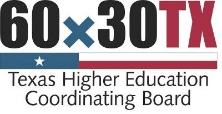 60x30TX
Texas Higher Education
Coordinating Board